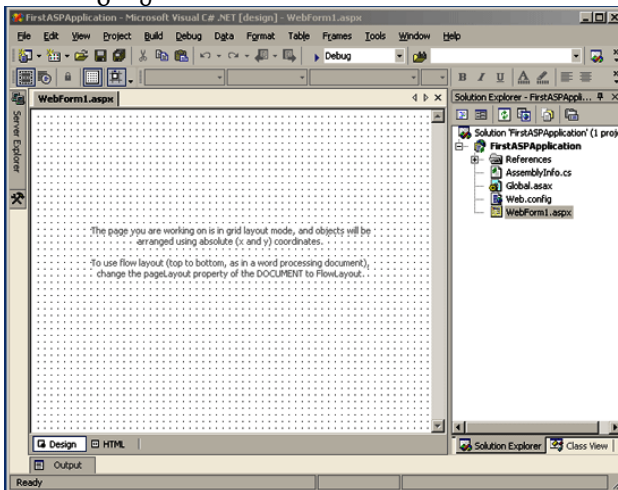 FirstASPApplication - Microsoft Visual C# .NET [design] - WebForm1.aspx
File Edit View Project Build Debug Data Format Table Frames Tools Window Help
Debug
B I U A
WebForm1.aspx
Solution Explorer - FirstASPAppli...
Server Explorer
Solution 'FirstASPApplication' (1 proje
FirstASPApplication
References
AssemblyInfo.cs
Global.asax
Web.config
WebForm1.aspx
The page you are working on is in grid layout mode, and objects will be
arranged using absolute (x and y) coordinates.
To use flow layout (top to bottom, as in a word processing document),
change the pageLayout property of the DOCUMENT to FlowLayout.
Design HTML
Solution Explorer Class View
Output
Ready